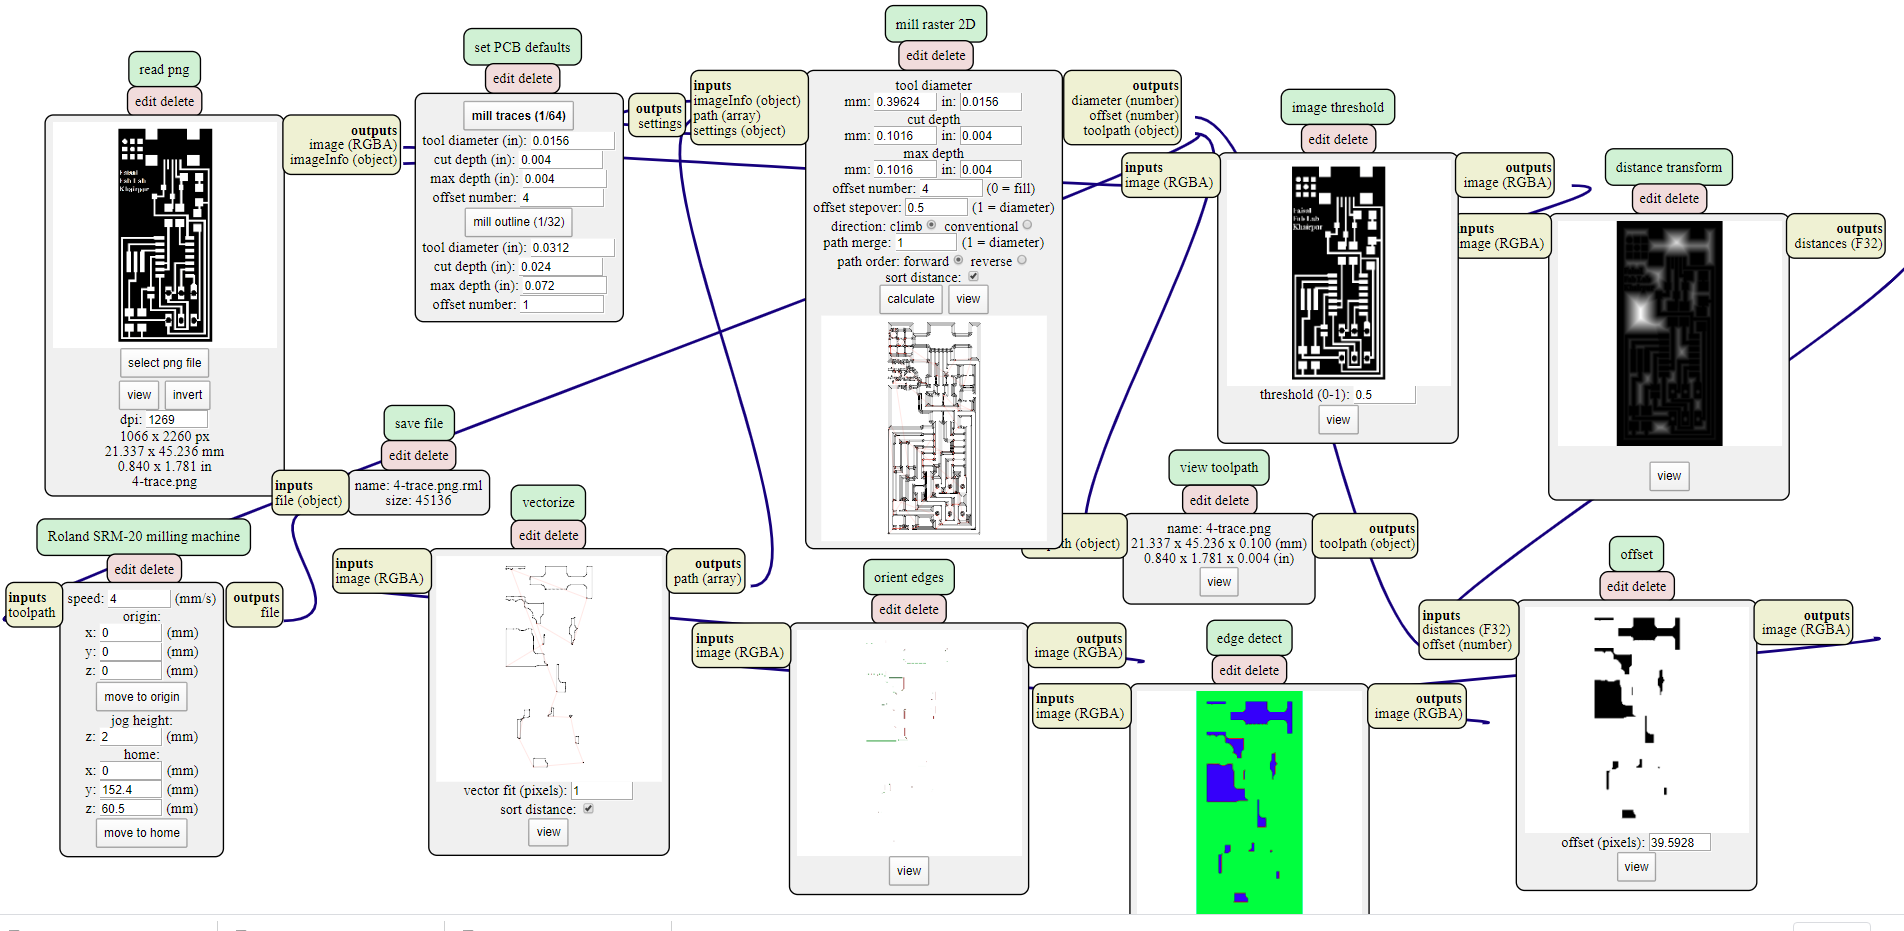 read png
edit delete
outputs
image (RGBA)
imageInfo (object)
Faisal
Fab Lab
Khairpur
select png file
view
invert
dpi: 1269
1066 x 2260 px
21.337 x 45.236 mm
0.840 x 1.781 in
4-trace.png
set PCB defaults
edit delete
mill traces (1/64)
tool diameter (in): 0.0156
cut depth (in): 0.004
max depth (in): 0.004
offset number: 4
mill outline (1/32)
tool diameter (in): 0.0312
cut depth (in): 0.024
max depth (in): 0.072
offset number: 1
outputs
settings
mill raster 2D
edit delete
inputs
imageInfo (object)
path (array)
settings (object)
tool diameter
mm: 0.39624 in: 0.0156
cut depth
mm: 0.1016 in: 0.004
max depth
mm: 0.1016 in: 0.004
offset number: 4 (0 = fill)
offset stepover: 0.5 (1 = diameter)
direction: climb conventional
path merge: 1 (1 = diameter)
path order: forward reverse
sort distance:
calculate
view
outputs
diameter (number)
offset (number)
toolpath (object)
image threshold
edit delete
inputs
image (RGBA)
Faisal
Fab Lab
Khairpur
threshold (0-1): 0.5
view
outputs
image (RGBA)
distance transform
edit delete
inputs
mage (RGBA)
view
outputs
distances (F32)
save file
edit delete
inputs
file (object)
name: 4-trace.png.rml
size: 45136
Roland SRM-20 milling machine
edit delete
inputs
toolpath
speed: 4 (mm/s)
origin:
x: 0 (mm)
y: 0 (mm)
z: 0 (mm)
move to origin
jog height:
z: 2 (mm)
home:
x: 0 (mm)
y: 152.4 (mm)
z: 60.5 (mm)
move to home
outputs
file
vectorize
edit delete
inputs
image (RGBA)
vector fit (pixels): 1
sort distance:
view
outputs
path (array)
orient edges
edit delete
inputs
image (RGBA)
view
outputs
image (RGBA)
view toolpath
edit delete
th (object)
name: 4-trace.png
21.337 x 45.236 x 0.100 (mm)
0.840 x 1.781 x 0.004 (in)
view
outputs
toolpath (object)
edge detect
edit delete
inputs
image (RGBA)
outputs
image (RGBA)
offset
edit delete
inputs
distances (F32)
offset (number)
offset (pixels): 39.5928
view
outputs
image (RGBA)